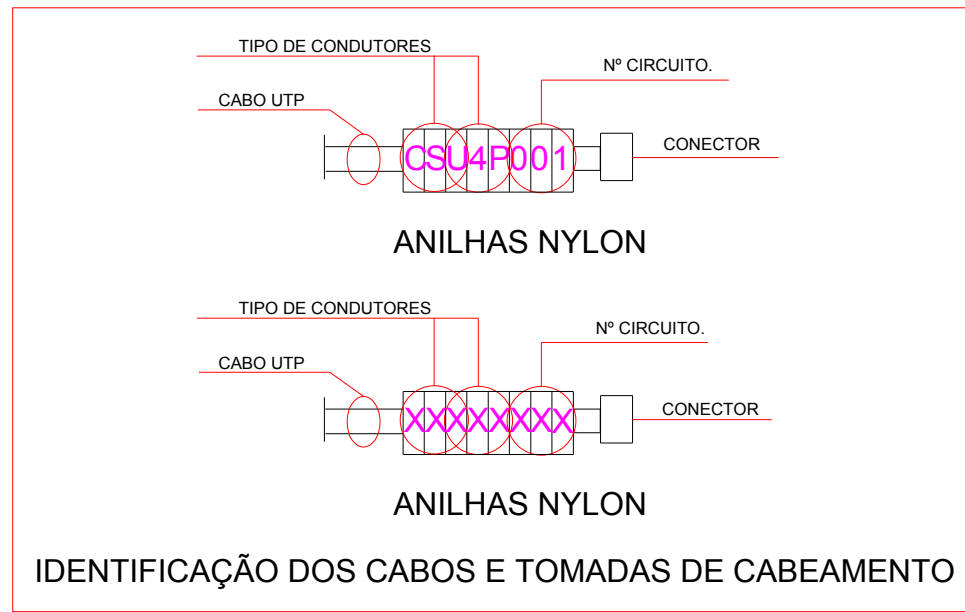 TIPO DE CONDUTORES
Nº CIRCUITO.
CABO UTP
CSU4P001
CONECTOR
ANILHAS NYLON
TIPO DE CONDUTORES
Nº CIRCUITO.
CABO UTP
XXXXXXXX
CONECTOR
ANILHAS NYLON
IDENTIFICAÇÃO DOS CABOS E TOMADAS DE CABEAMENTO